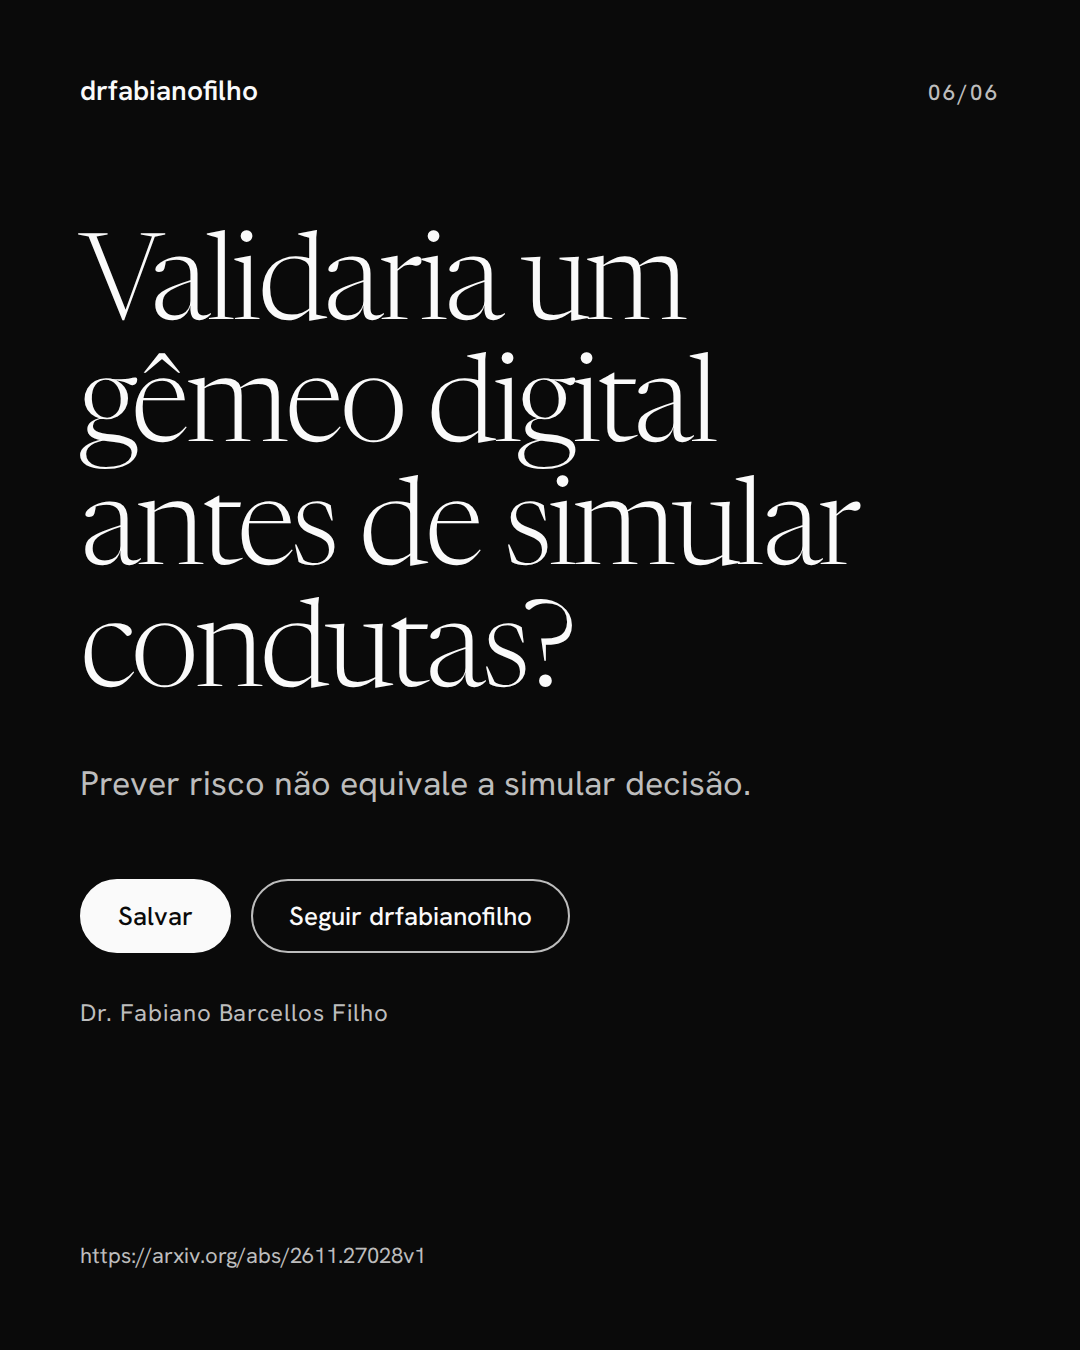 drfabianofilho
06/06
Validaria um
gêmeo digital
antes de simular
condutas?
Prever risco não equivale a simular decisão.
Salvar
Seguir drfabianofilho
Dr. Fabiano Barcellos Filho
https://arxiv.org/abs/2611.27028v1